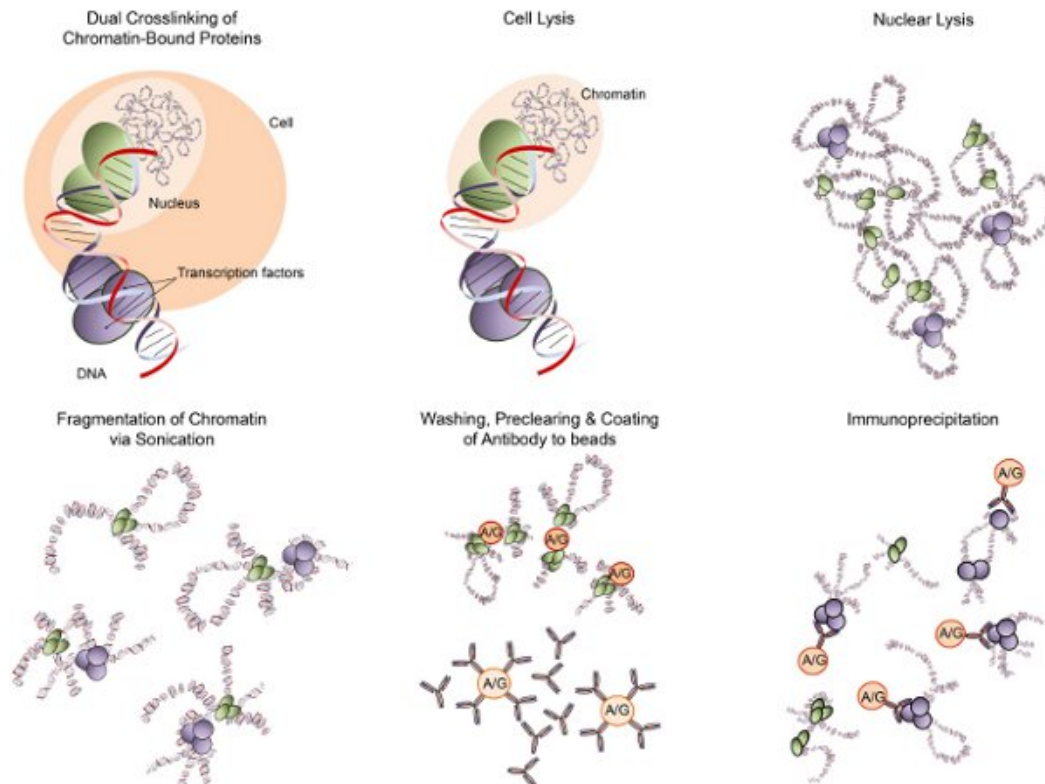 Dual Crosslinking of
Chromatin-Bound Proteins
Cell
Nucleus
Transcription factors
DNA
Cell Lysis
Chromatin
Nuclear Lysis
Fragmentation of Chromatin
via Sonication
Washing, Preclearing & Coating
of Antibody to beads
A/G
A/G
A/G
A/G
A/G
Immunoprecipitation
A/G
A/G
A/G
A/G